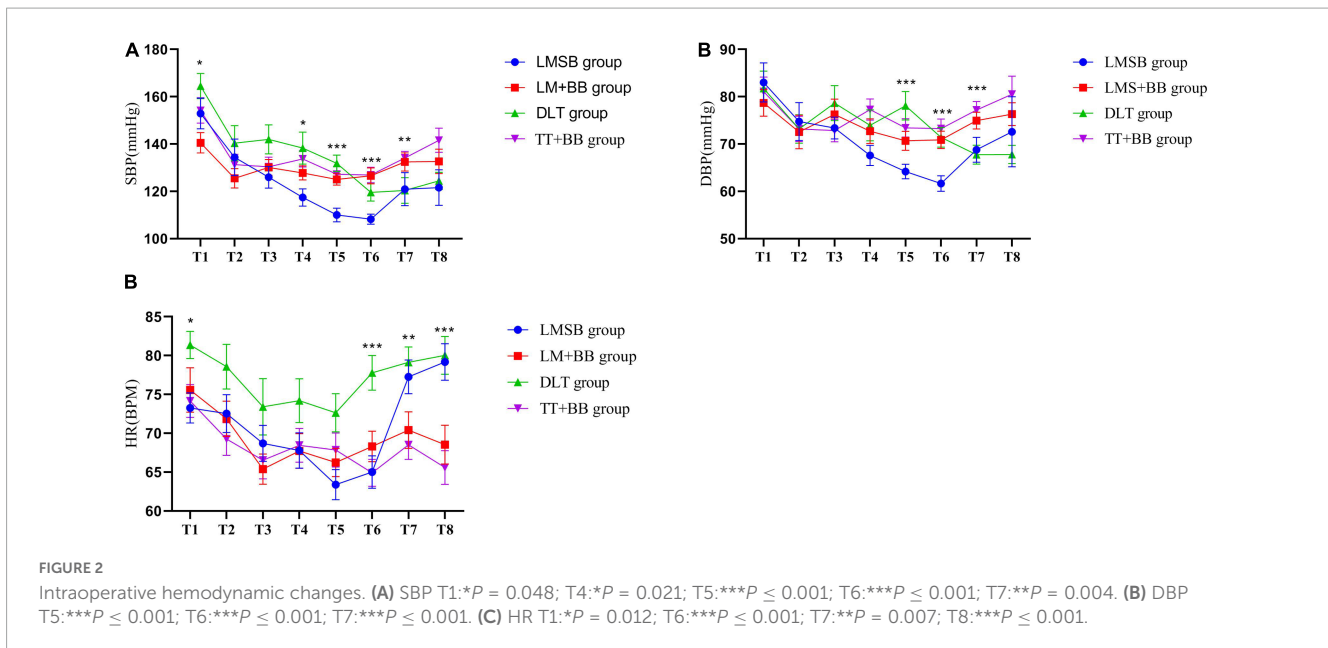 A
SBP(mmHg)
180
160
140
120
100
*
*
***
***
**
T1 T2 T3 T4 T5 T6 T7 T8
LMSB group
LM+BB group
DLT group
TT+BB group
B
DBP(mmHg)
90
80
70
60
50
***
***
***
T1 T2 T3 T4 T5 T6 T7 T8
LMSB group
LMS+BB group
DLT group
TT+BB group
B
HR(BPM)
85
80
75
70
65
60
*
***
**
***
T1 T2 T3 T4 T5 T6 T7 T8
LMSB group
LM+BB group
DLT group
TT+BB group
FIGURE 2
Intraoperative hemodynamic changes. (A) SBP T1:*P = 0.048; T4:*P = 0.021; T5:***P ≤ 0.001; T6:***P ≤ 0.001; T7:**P = 0.004. (B) DBP
T5:***P ≤ 0.001; T6:***P ≤ 0.001; T7:***P ≤ 0.001. (C) HR T1:*P = 0.012; T6:***P ≤ 0.001; T7:**P = 0.007; T8:***P ≤ 0.001.